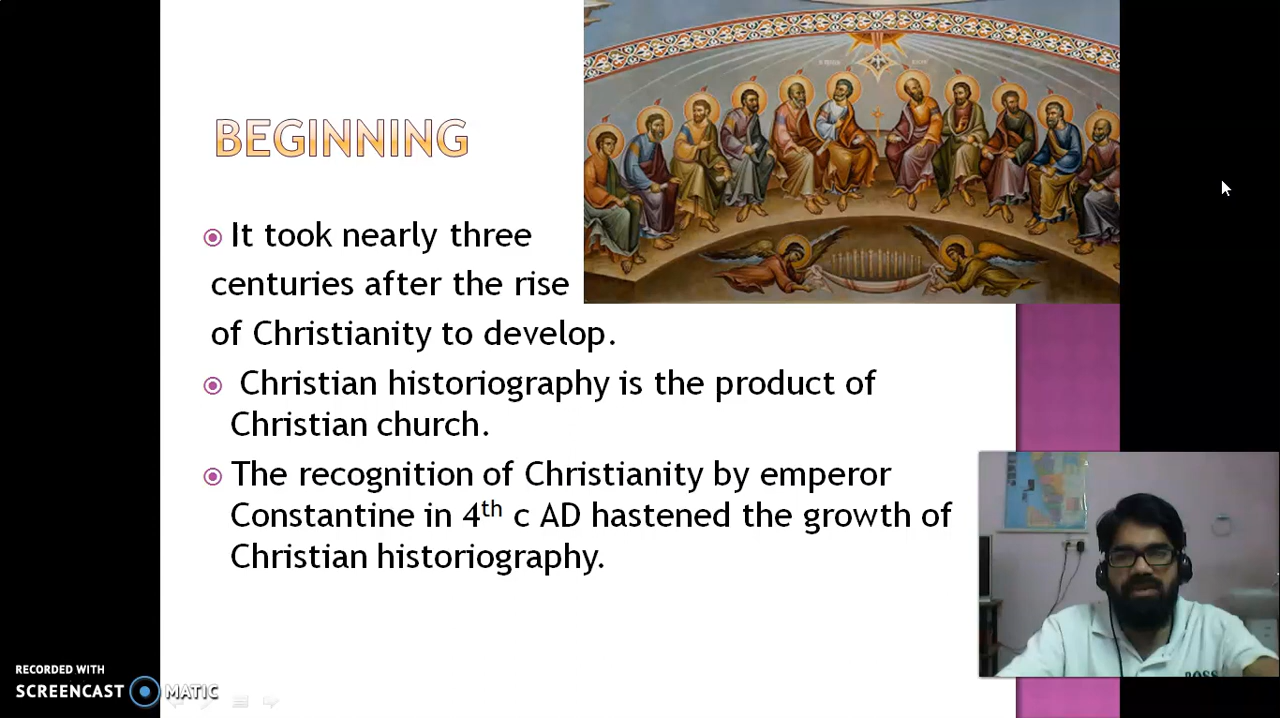 BEGINNING
It took nearly three
centuries after the rise
of Christianity to develop.
Christian historiography is the product of
Christian church.
The recognition of Christianity by emperor
Constantine in 4th c AD hastened the growth of
Christian historiography.
RECORDED WITH
SCREENCAST MATIC
BOSS